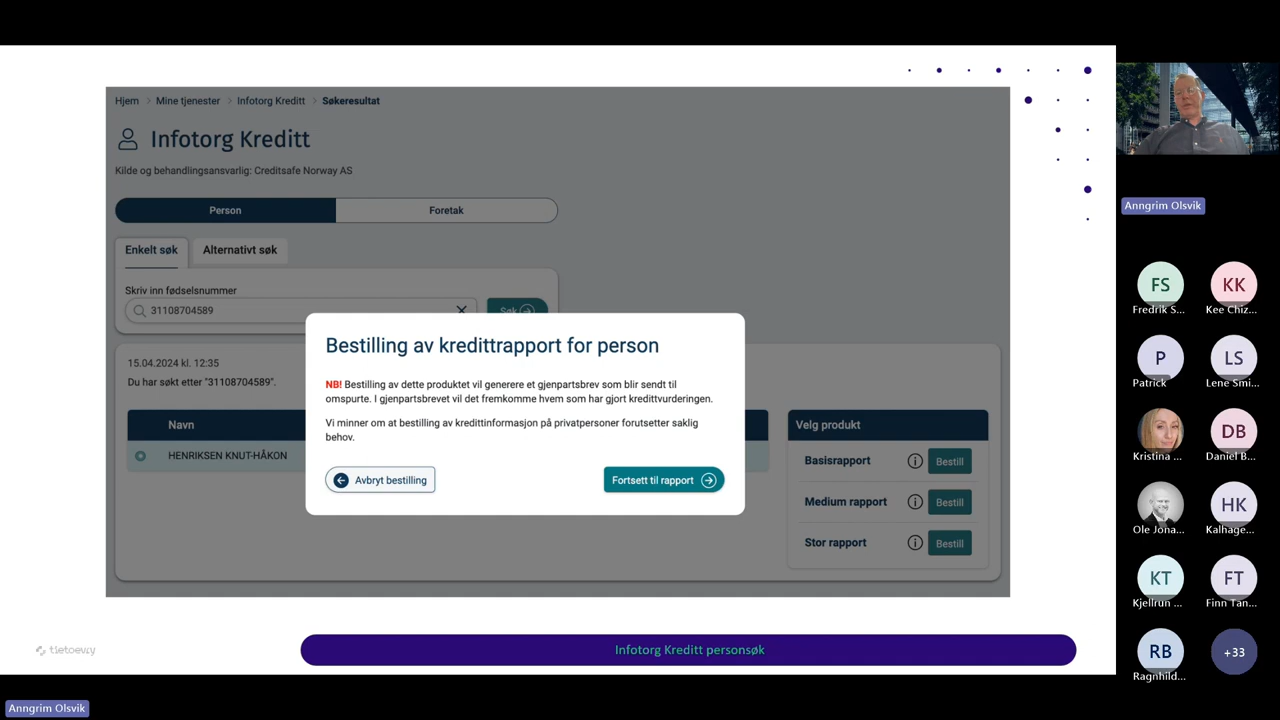 Hjem > Mine tjenester > Infotorg Kreditt > Søkeresultat
Infotorg Kreditt
Kilde og behandlingsansvarlig: Creditsafe Norway AS
Person
Foretak
Enkelt søk
Alternativt søk
Skriv inn fødselsnummer
31108704589
Søk
15.04.2024 kl. 12:35
Du har søkt etter "31108704589".
Navn
HENRIKSEN KNUT-HÅKON
Bestilling av kredittrapport for person
NB! Bestilling av dette produktet vil generere et gjenpartsbrev som blir sendt til
omspurte. I gjenpartsbrevet vil det fremkomme hvem som har gjort kredittvurderingen.
Vi minner om at bestilling av kredittinformasjon på privatpersoner forutsetter saklig
behov.
Avbryt bestilling
Fortsett til rapport
Velg produkt
Basisrapport
Bestill
Medium rapport
Bestill
Stor rapport
Bestill
tietoevry
Infotorg Kreditt personsøk
Anngrim Olsvik
Anngrim Olsvik
FS
KK
Fredrik S...
Kee Chiz...
P
LS
Patrick
Lene Smi...
DB
Kristina ...
Daniel B...
HK
Ole Jona...
Kalhage...
KT
FT
Kjellrun ...
Finn Tan...
RB
+33
Ragnhild...